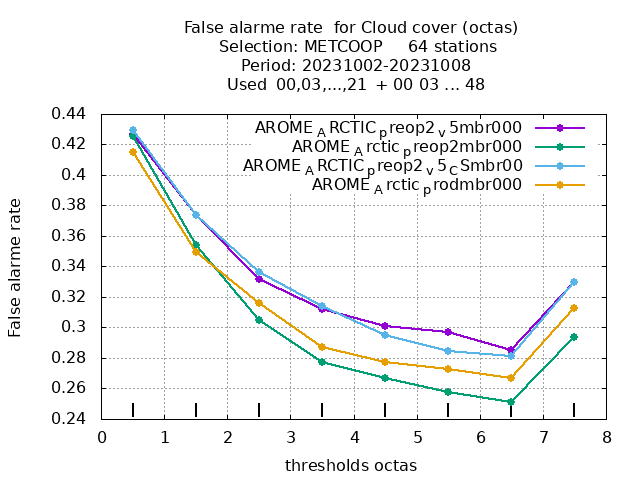 False alarme rate  for Cloud cover (octas)
Selection: METCOOP     64 stations
Period: 20231002-20231008
Used  00,03,...,21  + 00 03 ... 48
AROME_ARCTIC_preop2_v5mbr000
AROME_Arctic_preop2mbr000
AROME_ARCTIC_preop2_v5_CSmbr00
AROME_Arctic_prodmbr000
False alarme rate
0.44
0.42
0.4
0.38
0.36
0.34
0.32
0.3
0.28
0.26
0.24
0 1 2 3 4 5 6 7 8
thresholds octas